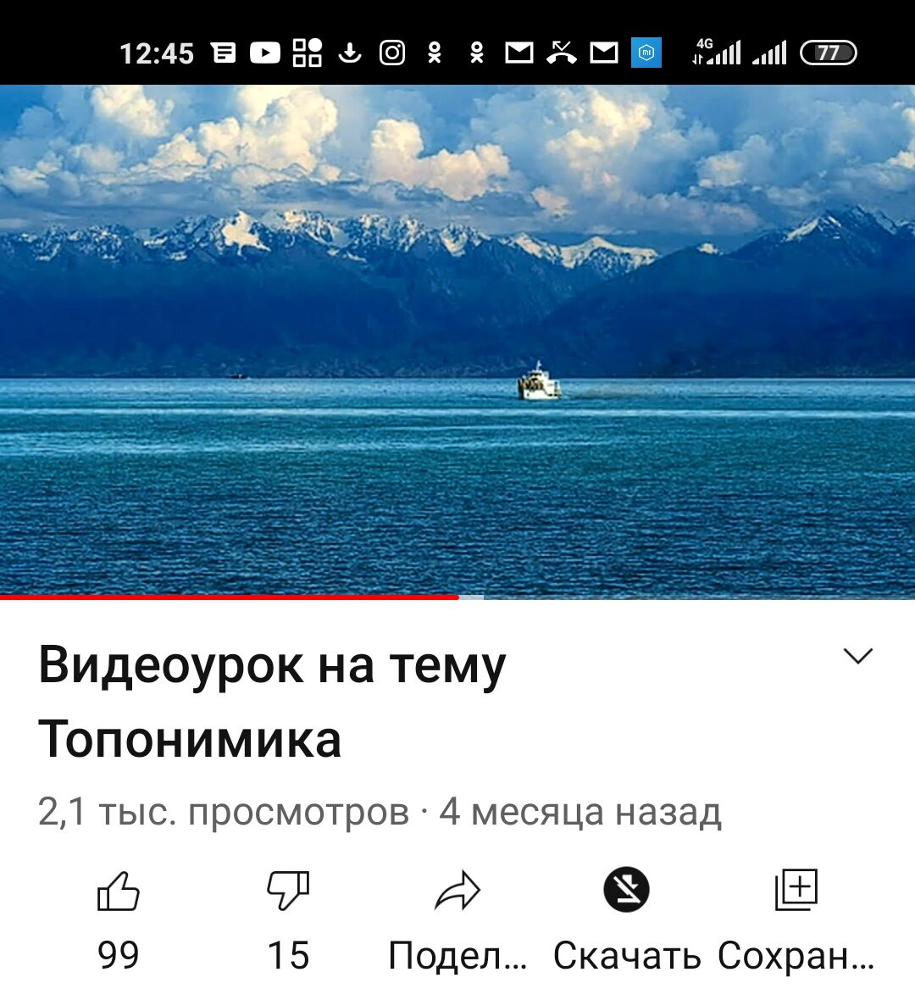 12:45 4G 77
Видеоурок на тему
Топонимика
2,1 тыс. просмотров · 4 месяца назад
99 15 Подел... Скачать Сохран...